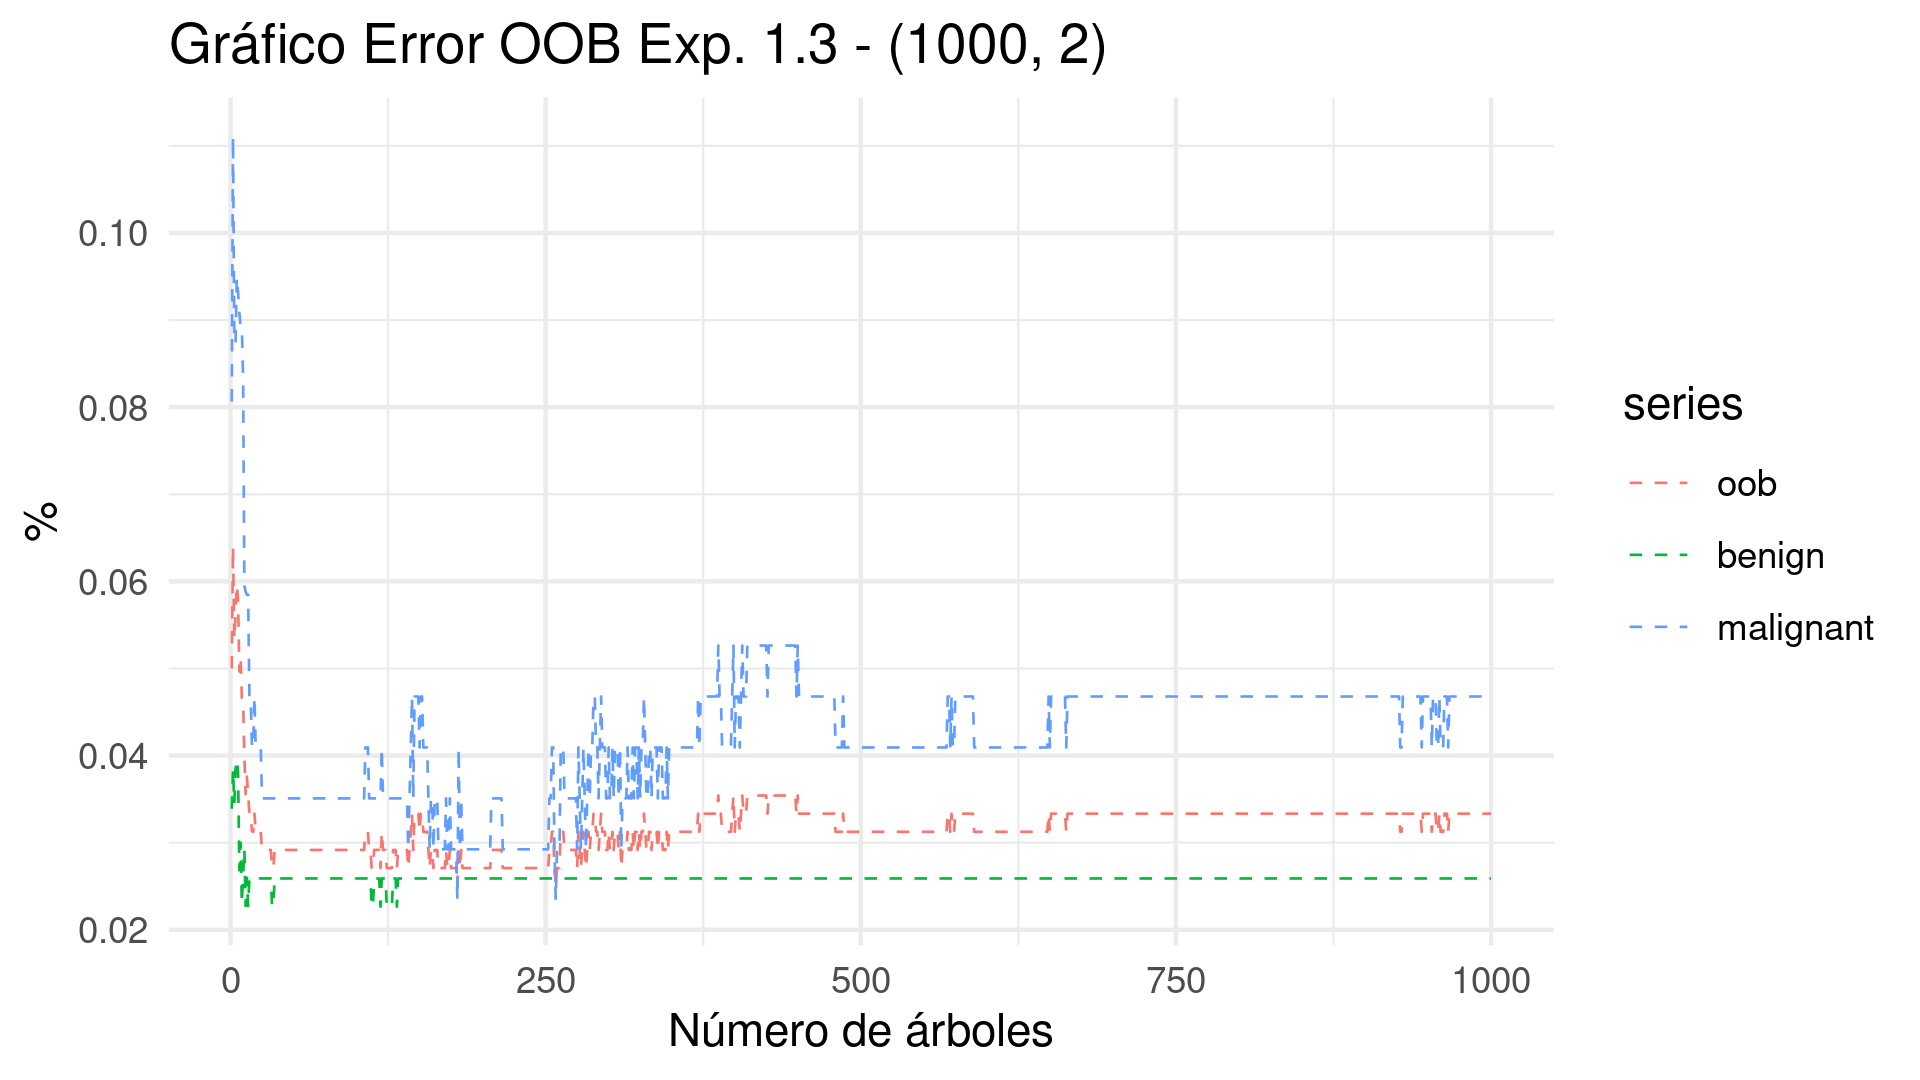 Gráfico Error OOB Exp. 1.3 - (1000, 2)
%
0.10
0.08
0.06
0.04
0.02
0
250
500
750
1000
Número de árboles
series
oob
benign
malignant